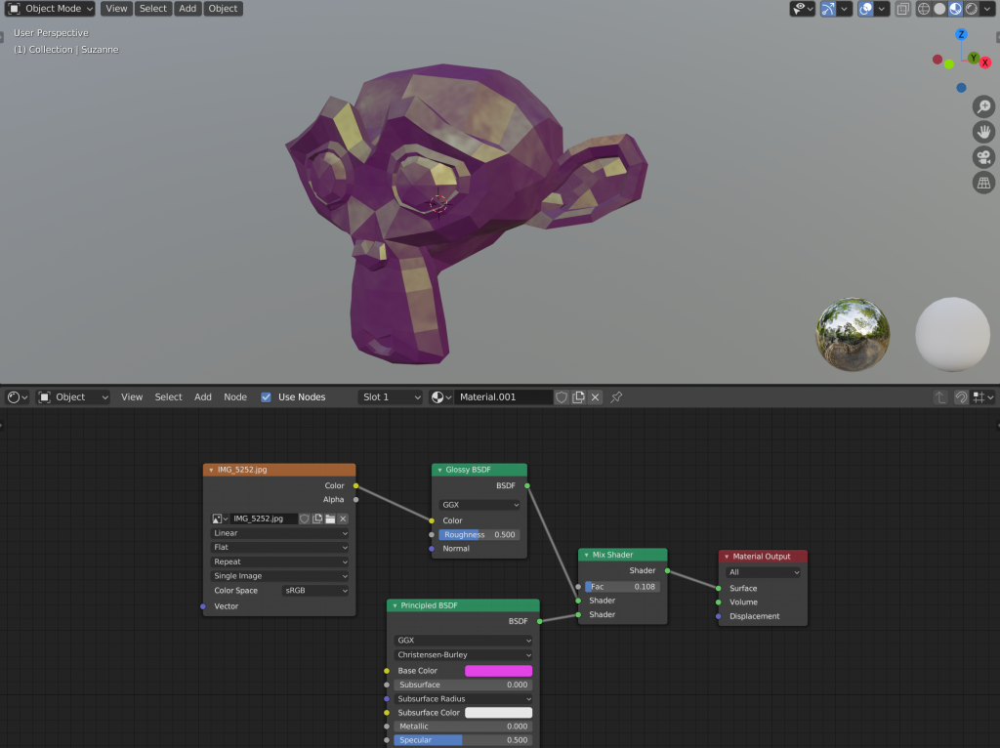 Object Mode View Select Add Object
User Perspective
(1) Collection | Suzanne
Z
Y
X
Object View Select Add Node Use Nodes Slot 1 Material.001
IMG_5252.jpg
Color
Alpha
IMG_5252.jpg
Linear
Flat
Repeat
Single Image
Color Space sRGB
Vector
Glossy BSDF
BSDF
GGX
Color
Roughness 0.500
Normal
Principled BSDF
BSDF
GGX
Christensen-Burley
Base Color
Subsurface 0.000
Subsurface Radius
Subsurface Color
Metallic 0.000
Specular 0.500
Mix Shader
Shader
Fac 0.108
Shader
Shader
Material Output
All
Surface
Volume
Displacement